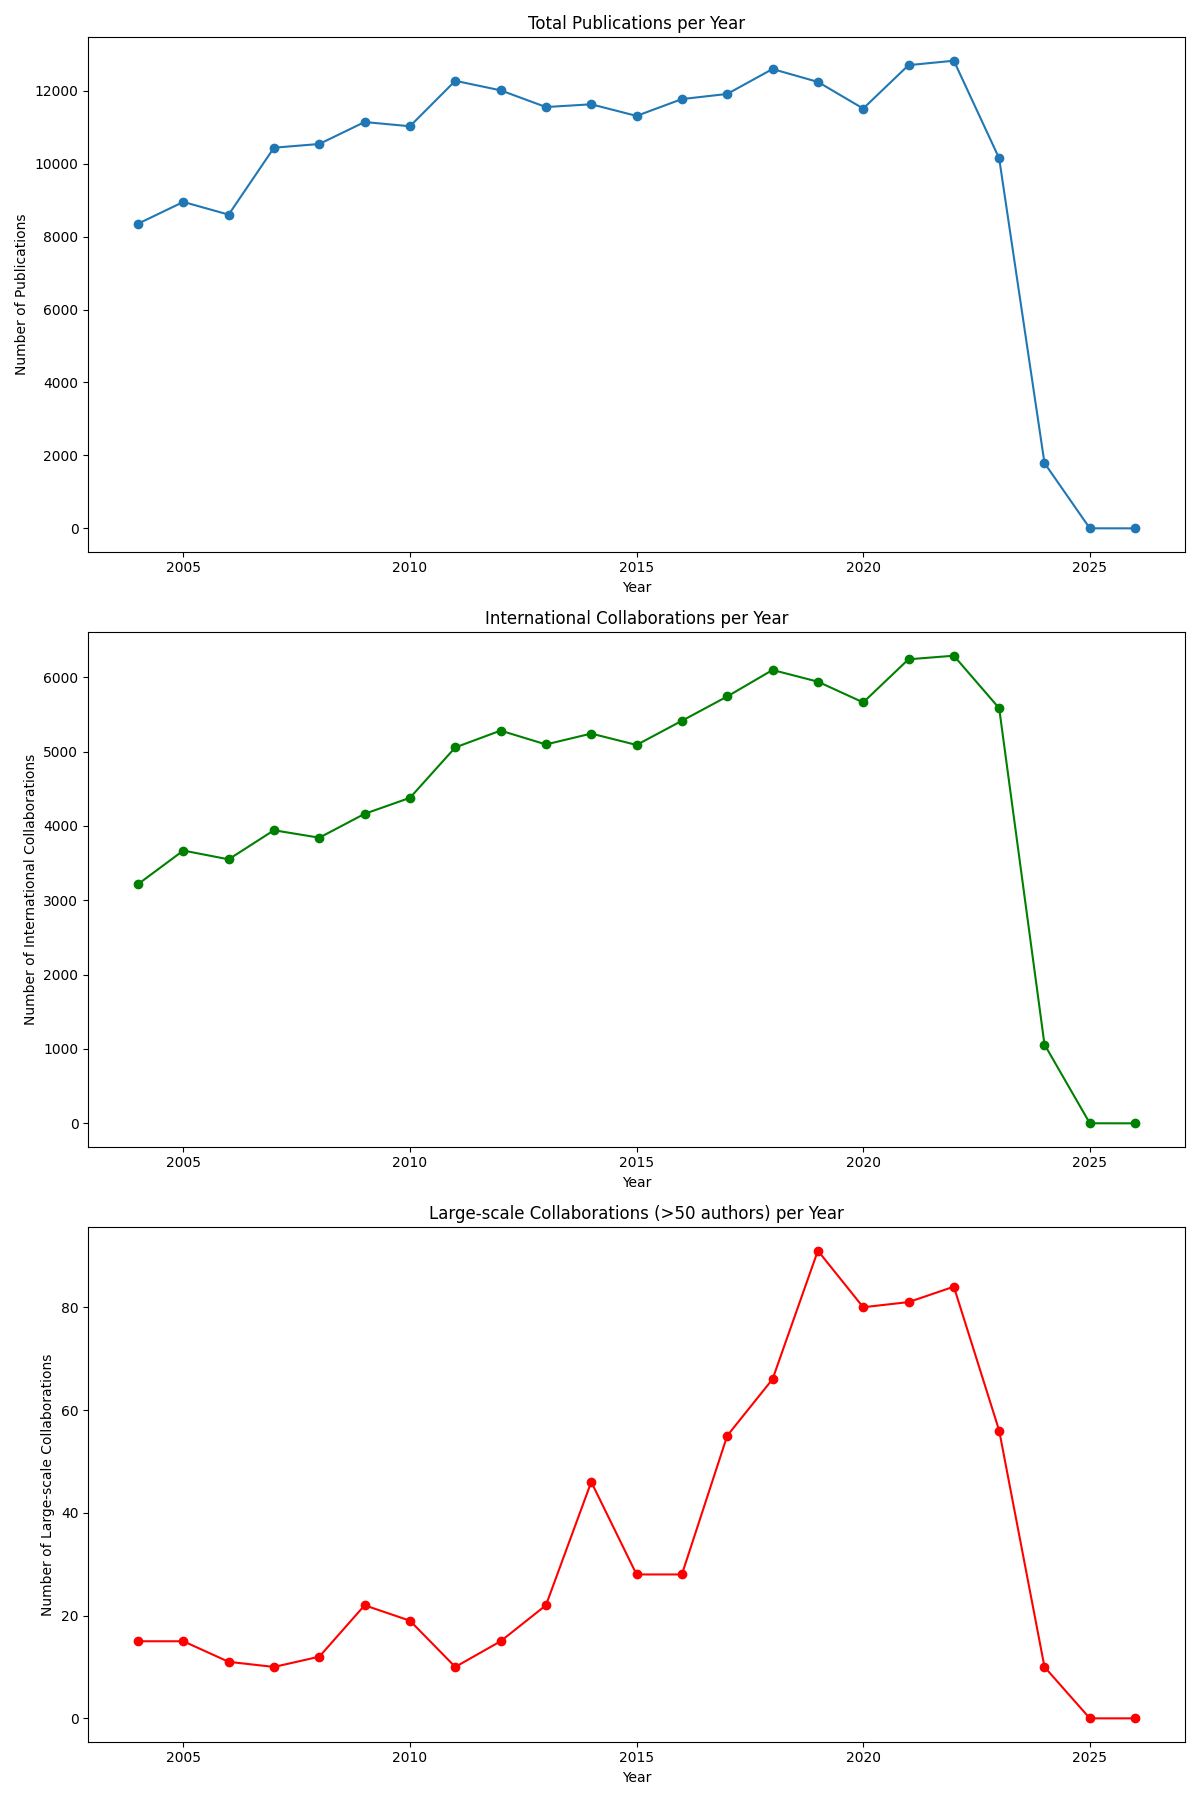 Total Publications per Year
Number of Publications
12000
10000
8000
6000
4000
2000
0
2005 2010 2015 2020 2025
Year
International Collaborations per Year
Number of International Collaborations
6000
5000
4000
3000
2000
1000
0
2005 2010 2015 2020 2025
Year
Large-scale Collaborations (>50 authors) per Year
Number of Large-scale Collaborations
80
60
40
20
0
2005 2010 2015 2020 2025
Year